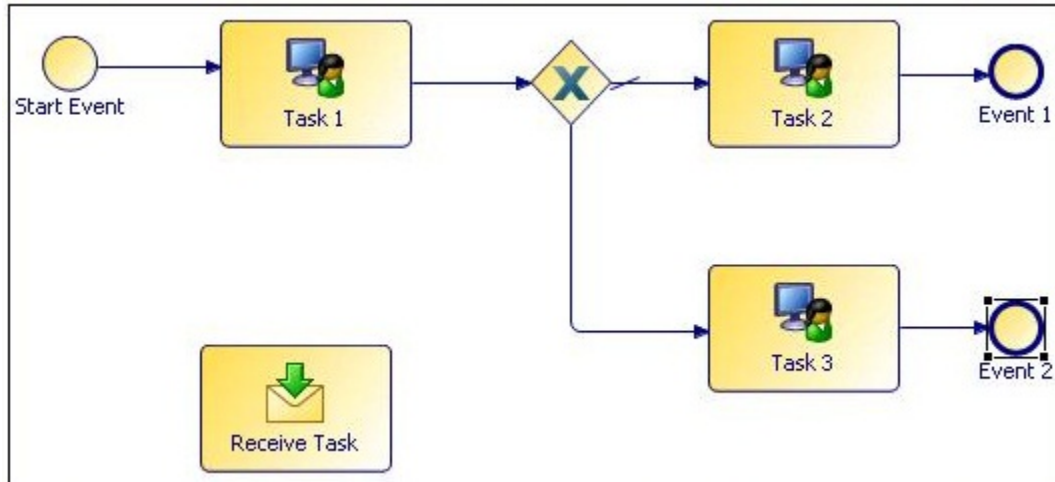 Start Event
Task 1
X
Task 2
Event 1
Task 3
Event 2
Receive Task